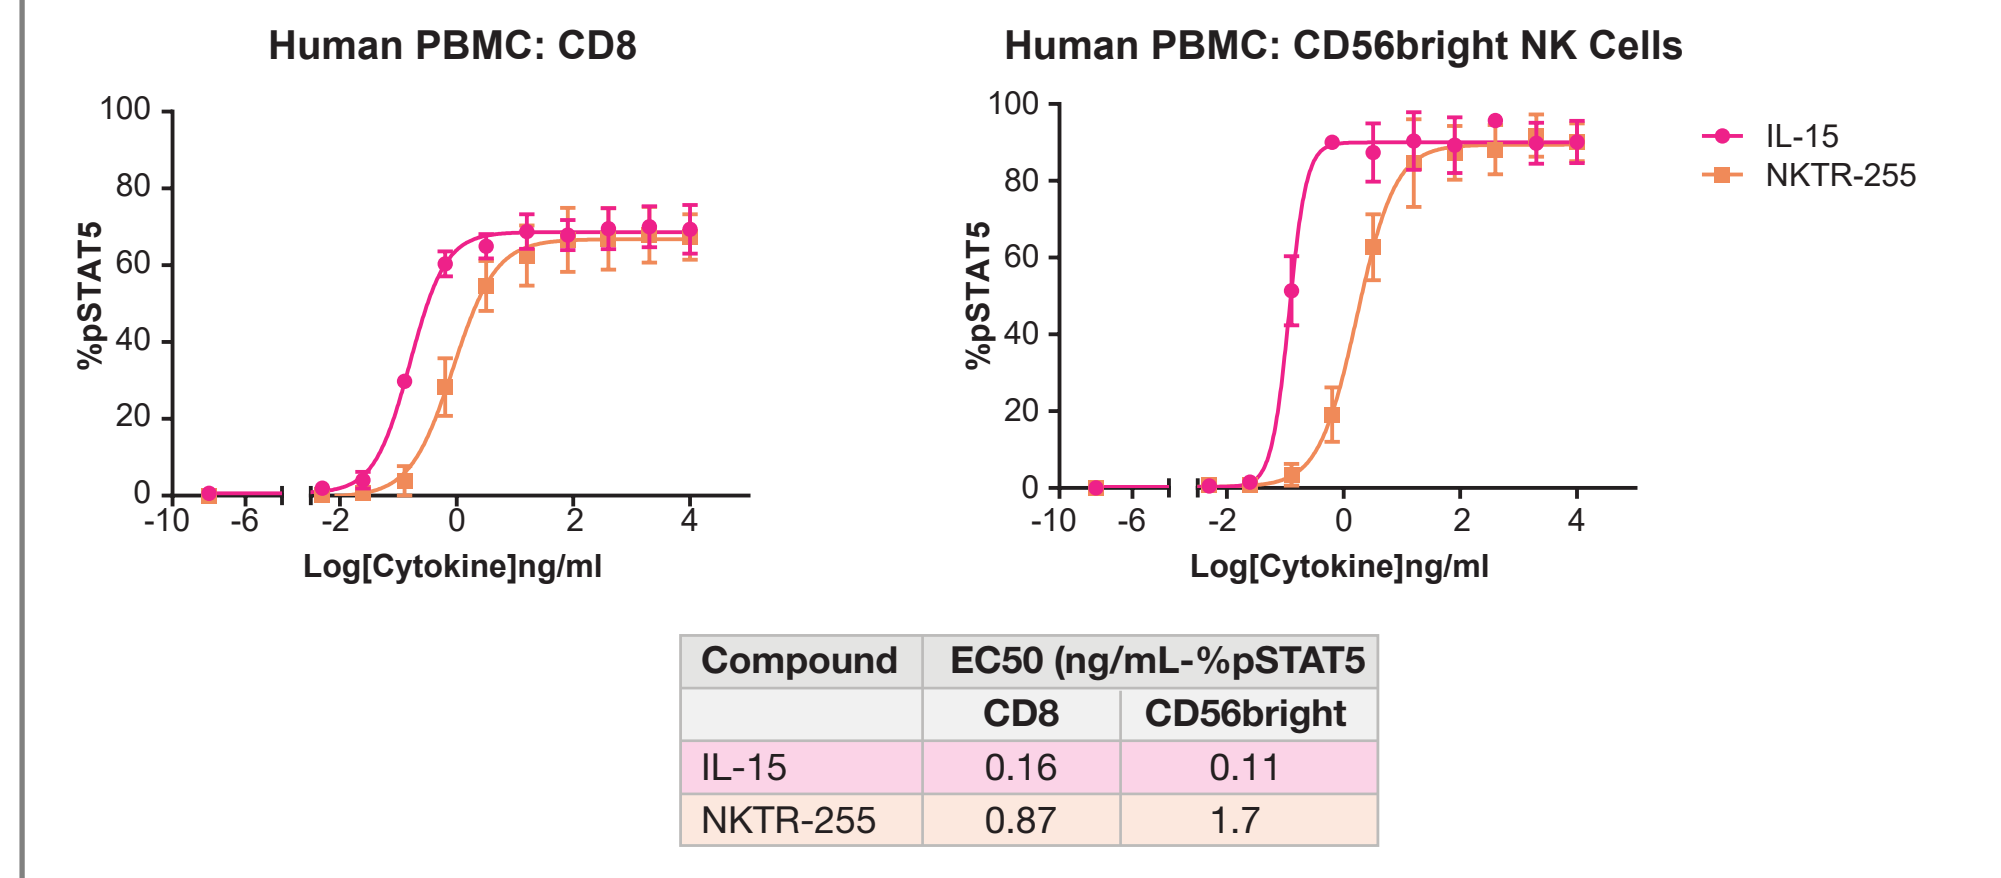 Human PBMC: CD8
100
80
60
40
20
0
%pSTAT5
-10 -6 -2 0 2 4
Log[Cytokine]ng/ml
Human PBMC: CD56bright NK Cells
100
80
60
40
20
0
%pSTAT5
-10 -6 -2 0 2 4
Log[Cytokine]ng/ml
IL-15
NKTR-255
Compound EC50 (ng/mL-%pSTAT5
CD8 CD56bright
IL-15 0.16 0.11
NKTR-255 0.87 1.7